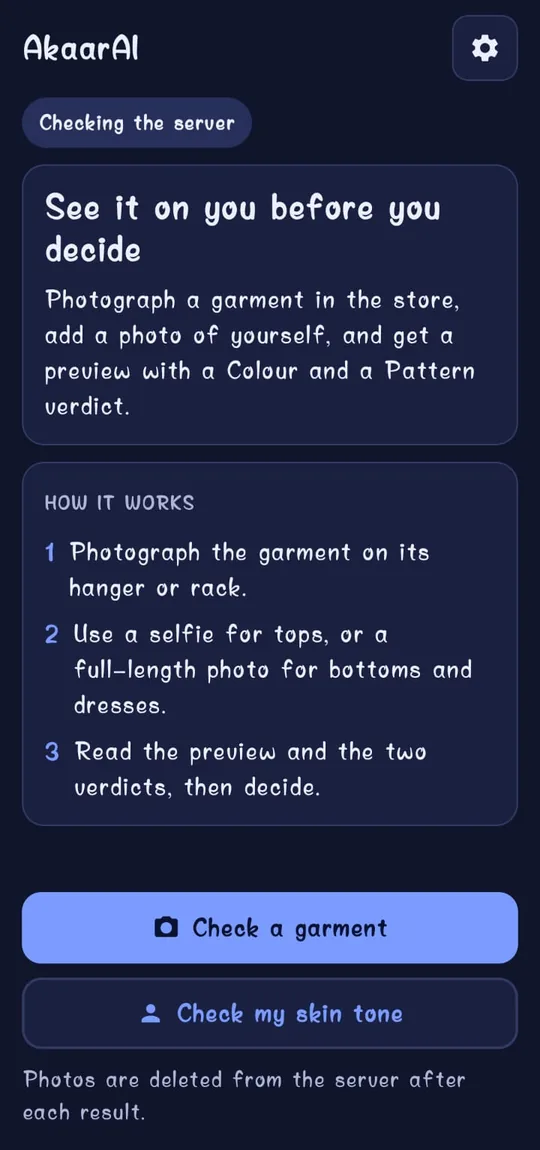 AkaarAI
Checking the server
See it on you before you
decide
Photograph a garment in the store,
add a photo of yourself, and get a
preview with a Colour and a Pattern
verdict.
HOW IT WORKS
1 Photograph the garment on its
hanger or rack.
2 Use a selfie for tops, or a
full-length photo for bottoms and
dresses.
3 Read the preview and the two
verdicts, then decide.
Check a garment
Check my skin tone
Photos are deleted from the server after
each result.